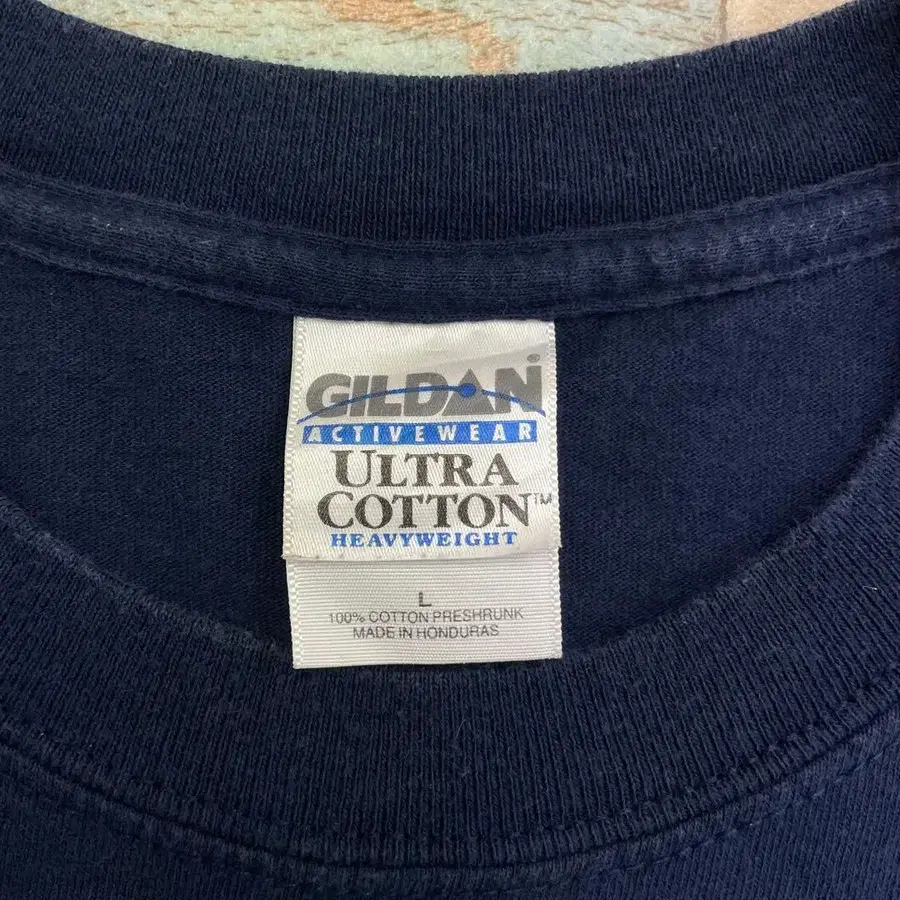 GILDAN®
ACTIVEWEAR
ULTRA
COTTON™
HEAVYWEIGHT
L
100% COTTON PRESHRUNK
MADE IN HONDURAS